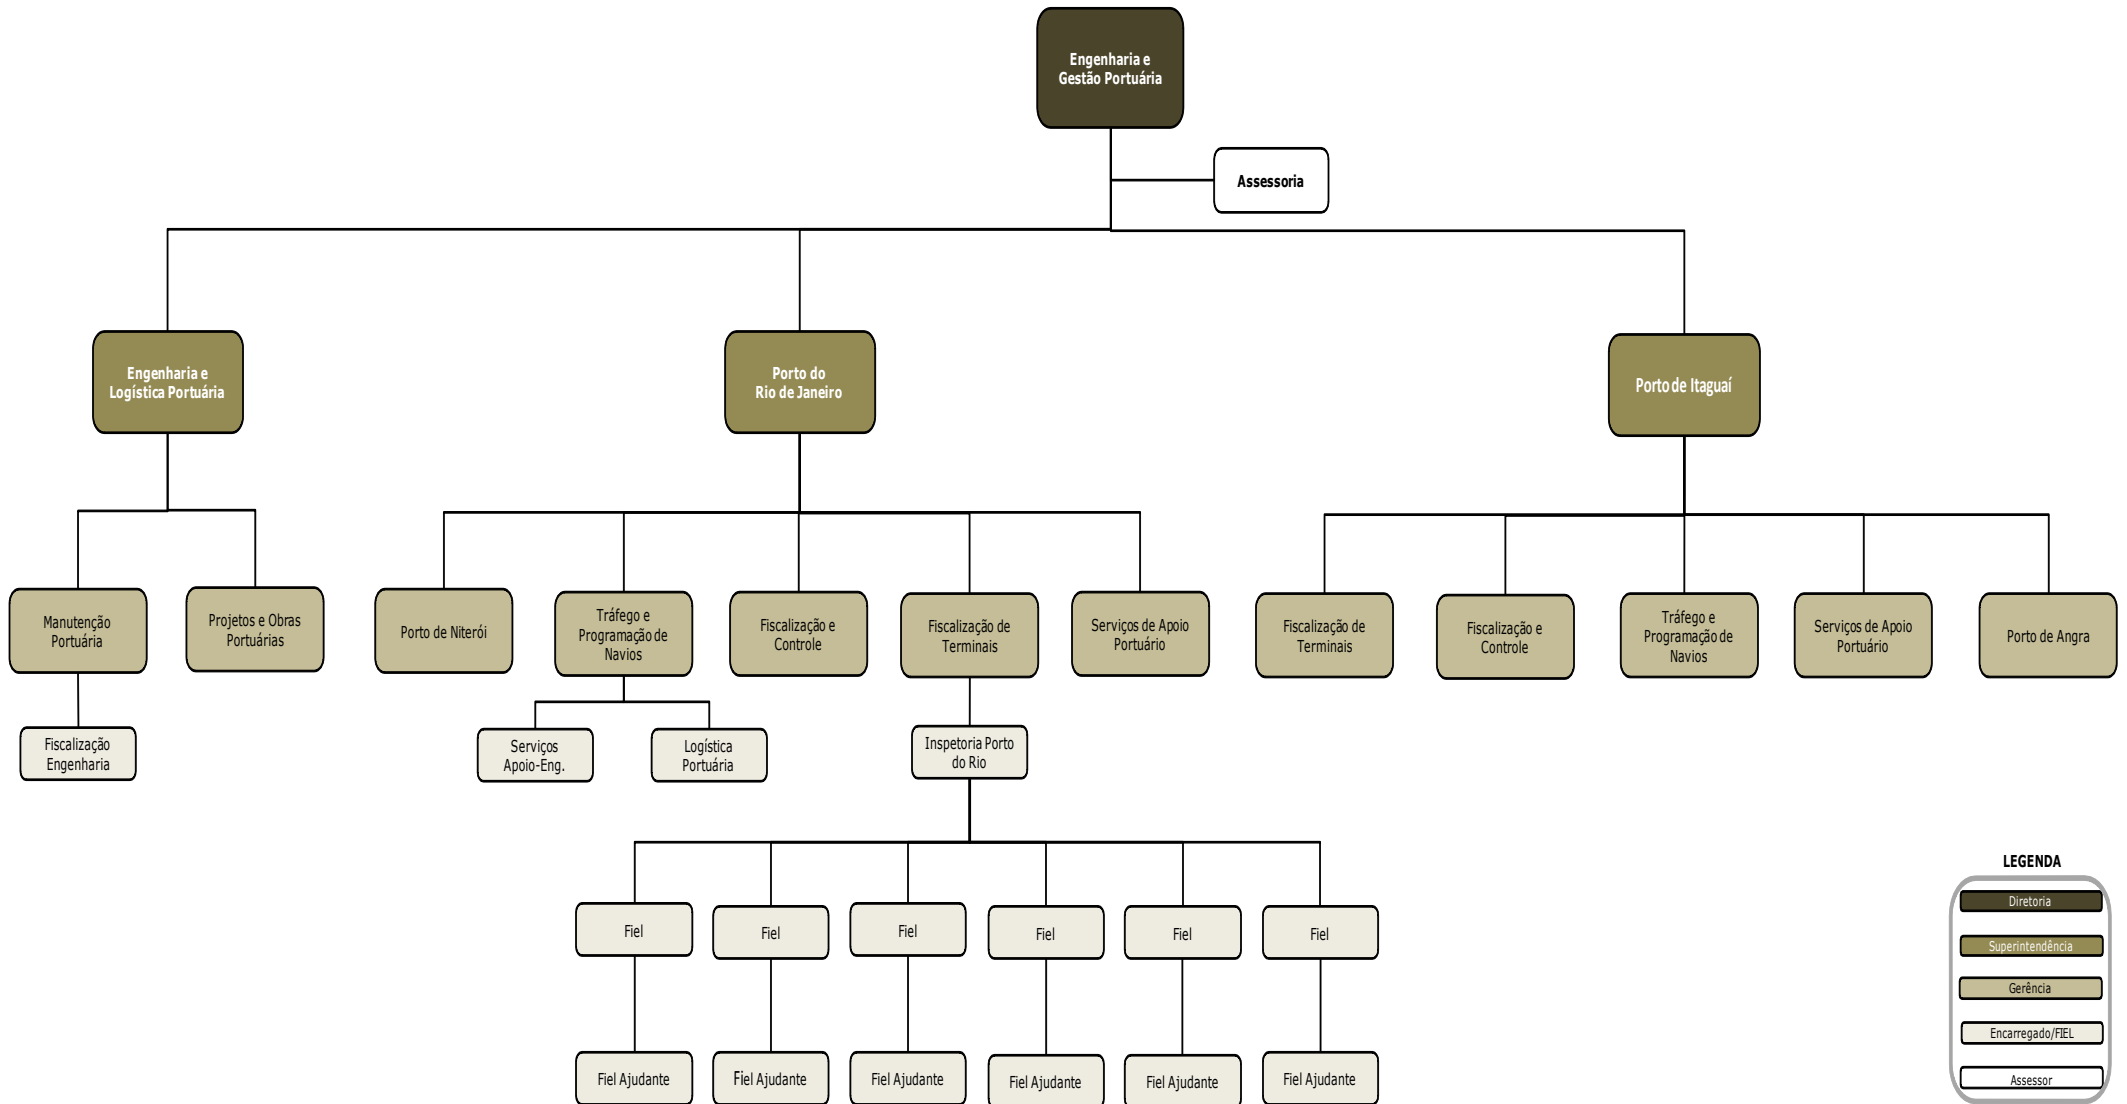 Engenharia e
Gestão Portuária
Assessoria
Engenharia e
Logística Portuária
Porto do
Rio de Janeiro
Porto de Itaguaí
Manutenção
Portuária
Projetos e Obras
Portuárias
Porto de Niterói
Tráfego e
Programação de
Navios
Fiscalização e
Controle
Fiscalização de
Terminais
Serviços de Apoio
Portuário
Fiscalização de
Terminais
Fiscalização e
Controle
Tráfego e
Programação de
Navios
Serviços de Apoio
Portuário
Porto de Angra
Fiscalização
Engenharia
Serviços
Apoio-Eng.
Logística
Portuária
Inspetoria Porto
do Rio
Fiel
Fiel
Fiel
Fiel
Fiel
Fiel
Fiel Ajudante
Fiel Ajudante
Fiel Ajudante
Fiel Ajudante
Fiel Ajudante
Fiel Ajudante
LEGENDA
Diretoria
Superintendência
Gerência
Encarregado/FIEL
Assessor